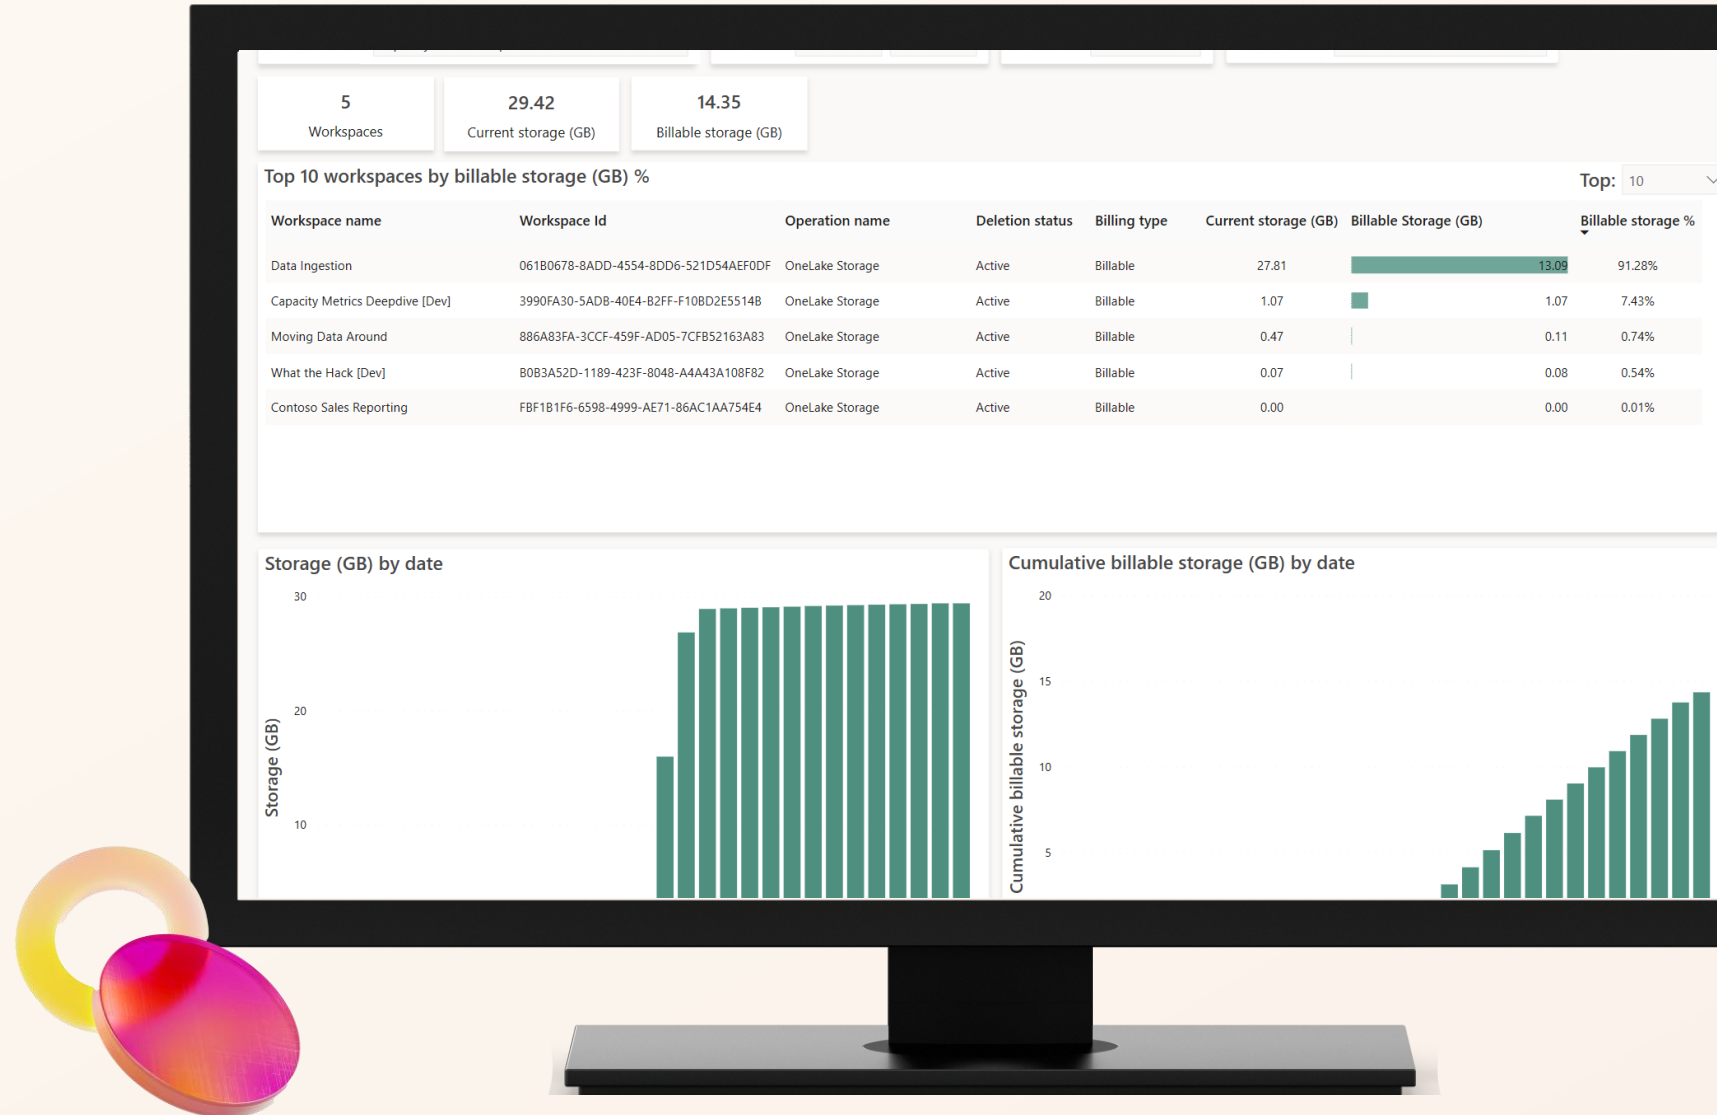 5
Workspaces
29.42
Current storage (GB)
14.35
Billable storage (GB)
Top 10 workspaces by billable storage (GB) %
Top: 10
Workspace name Workspace Id Operation name Deletion status Billing type Current storage (GB) Billable Storage (GB) Billable storage %
Data Ingestion 061B0678-8ADD-4554-8DD6-521D54AEF0DF OneLake Storage Active Billable 27.81 13.09 91.28%
Capacity Metrics Deepdive [Dev] 3990FA30-5ADB-40E4-B2FF-F10BD2E5514B OneLake Storage Active Billable 1.07 1.07 7.43%
Moving Data Around 886A83FA-3CCF-459F-AD05-7CFB52163A83 OneLake Storage Active Billable 0.47 0.11 0.74%
What the Hack [Dev] B0B3A52D-1189-423F-8048-A4A43A108F82 OneLake Storage Active Billable 0.07 0.08 0.54%
Contoso Sales Reporting FBF1B1F6-6598-4999-AE71-86AC1AA754E4 OneLake Storage Active Billable 0.00 0.00 0.01%
Storage (GB) by date
Storage (GB)
30
20
10
Cumulative billable storage (GB) by date
Cumulative billable storage (GB)
20
15
10
5